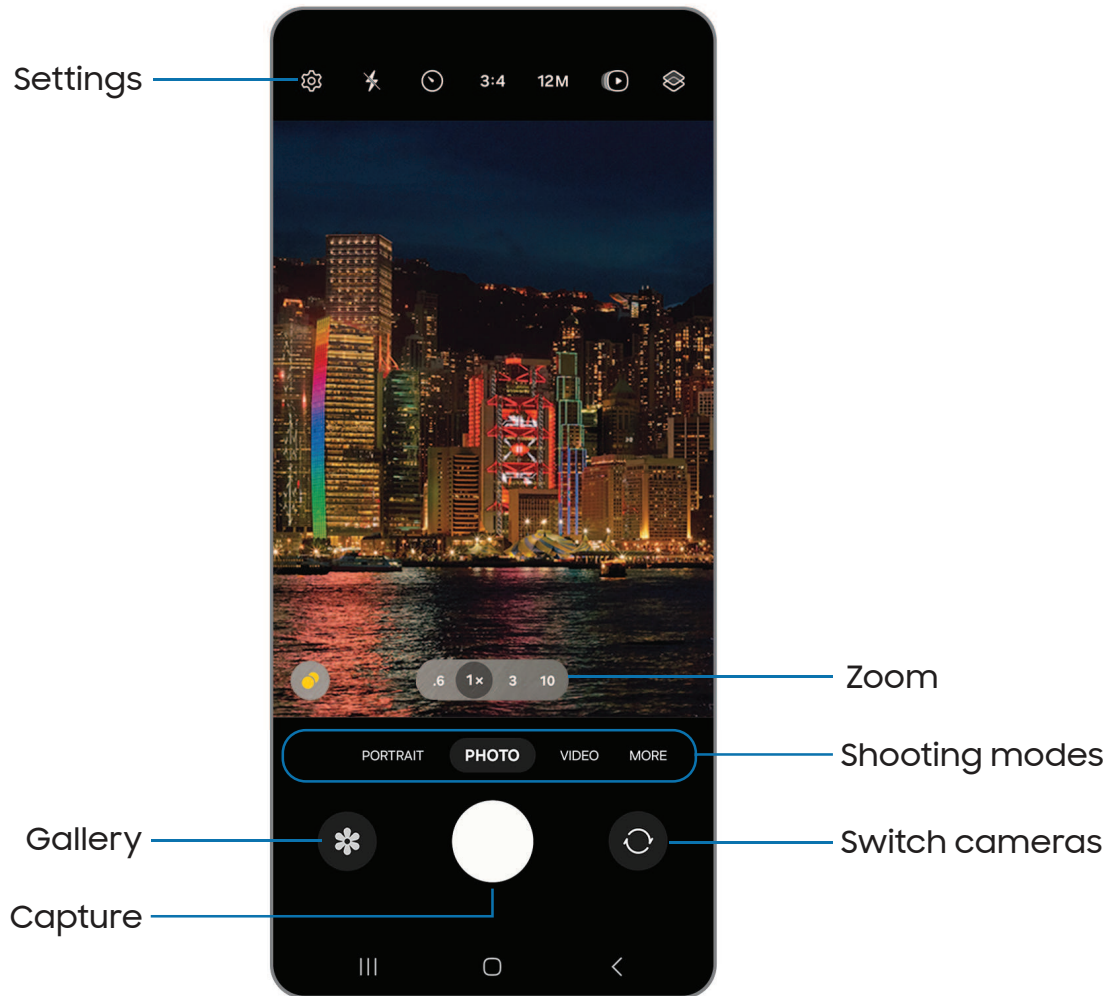 Settings
3:4
12M
.6 1× 3 10
Zoom
PORTRAIT PHOTO VIDEO MORE
Shooting modes
Gallery
Switch cameras
Capture